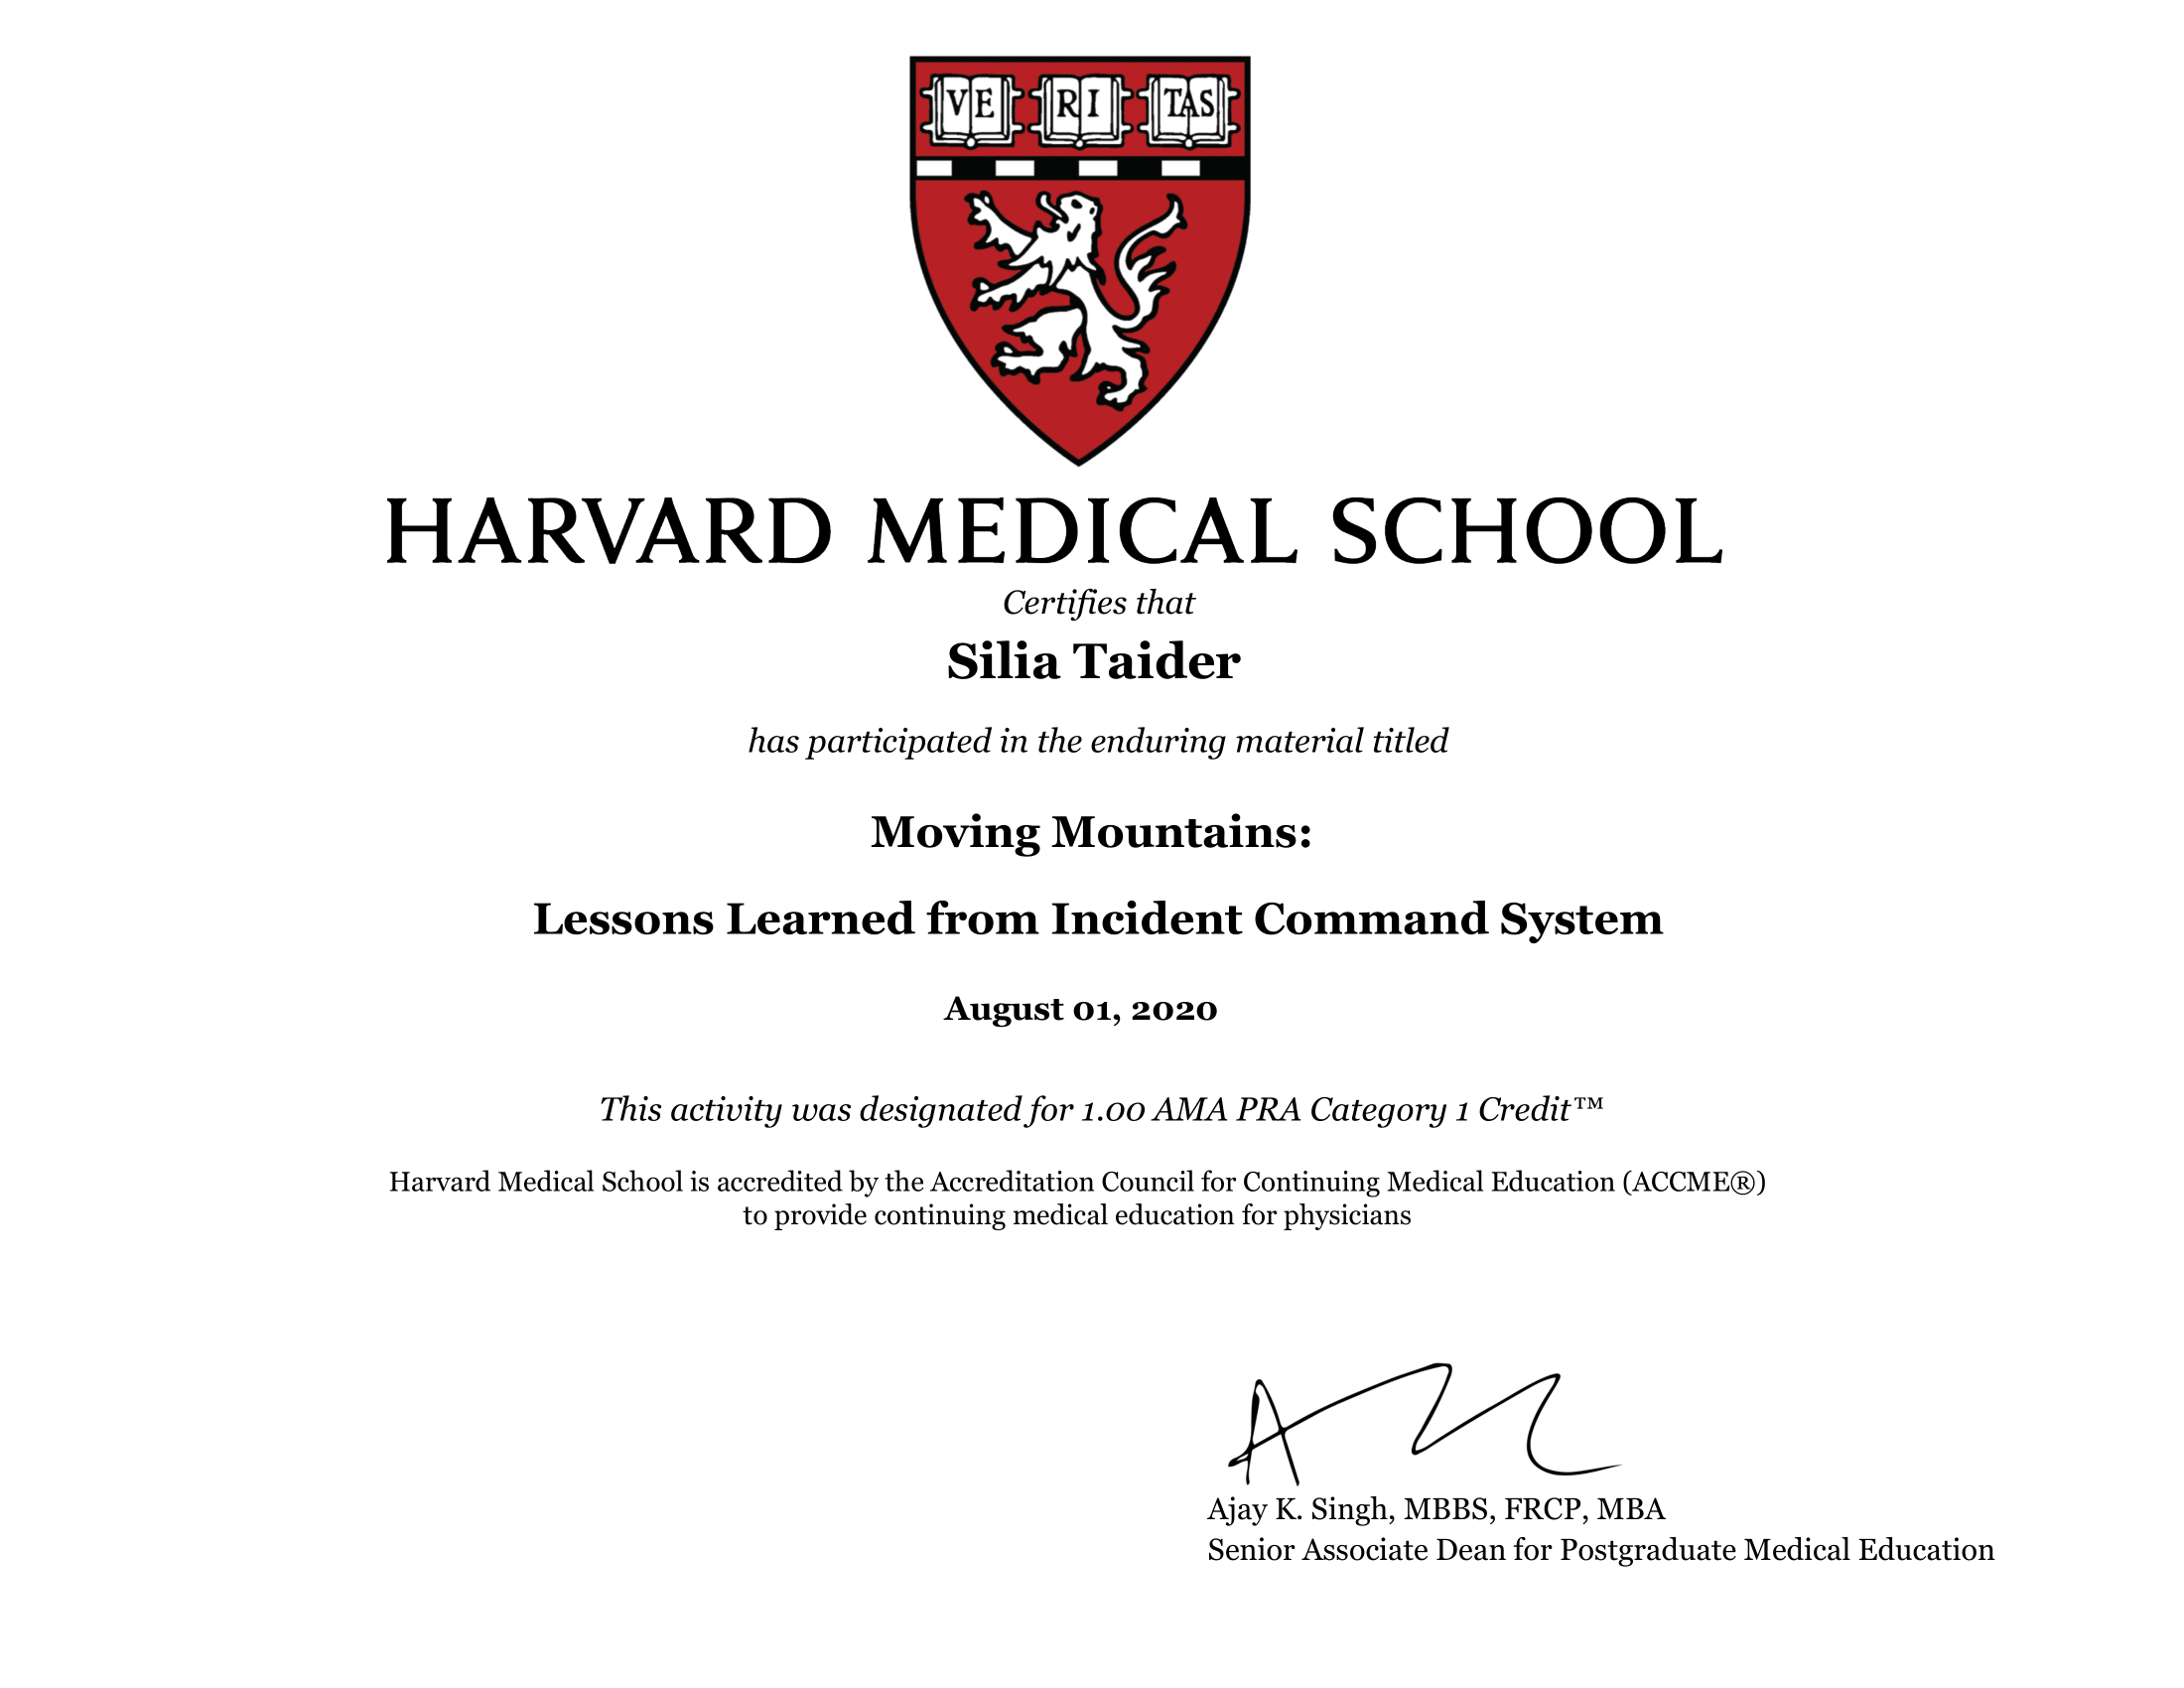 VE RI TAS
HARVARD MEDICAL SCHOOL
Certifies that
Silia Taider
has participated in the enduring material titled
Moving Mountains:
Lessons Learned from Incident Command System
August 01, 2020
This activity was designated for 1.00 AMA PRA Category 1 Credit™
Harvard Medical School is accredited by the Accreditation Council for Continuing Medical Education (ACCME®)
to provide continuing medical education for physicians
Ajay K. Singh, MBBS, FRCP, MBA
Senior Associate Dean for Postgraduate Medical Education